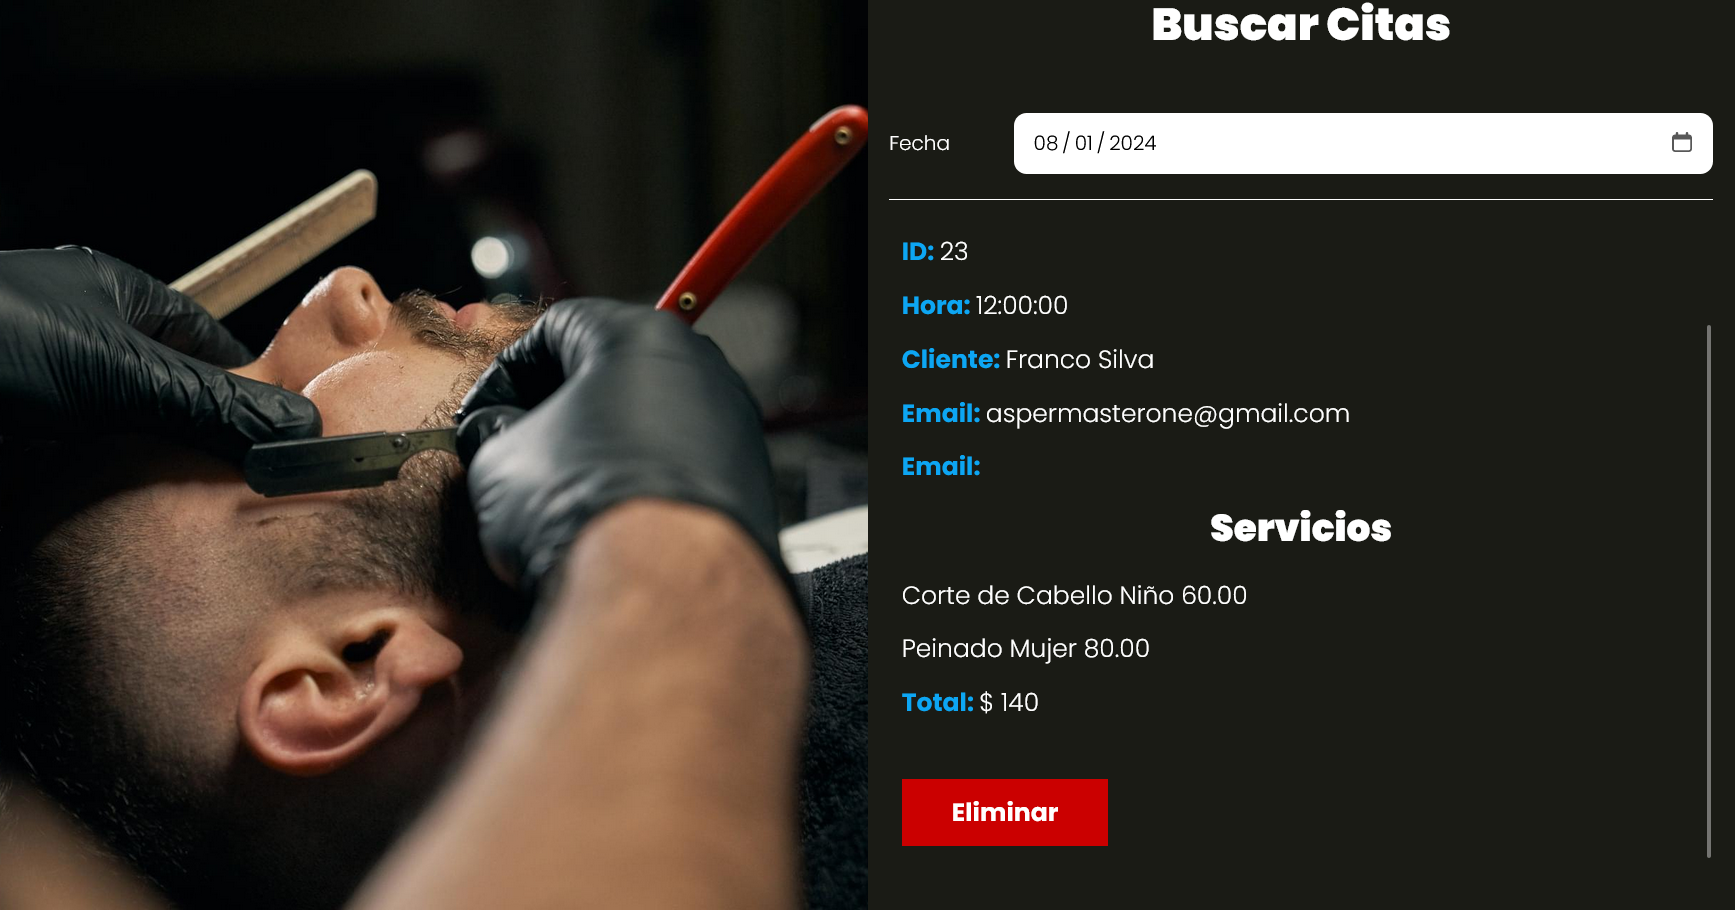 Buscar Citas
Fecha
08 / 01 / 2024
ID: 23
Hora: 12:00:00
Cliente: Franco Silva
Email: aspermasterone@gmail.com
Email:
Servicios
Corte de Cabello Niño 60.00
Peinado Mujer 80.00
Total: $ 140
Eliminar